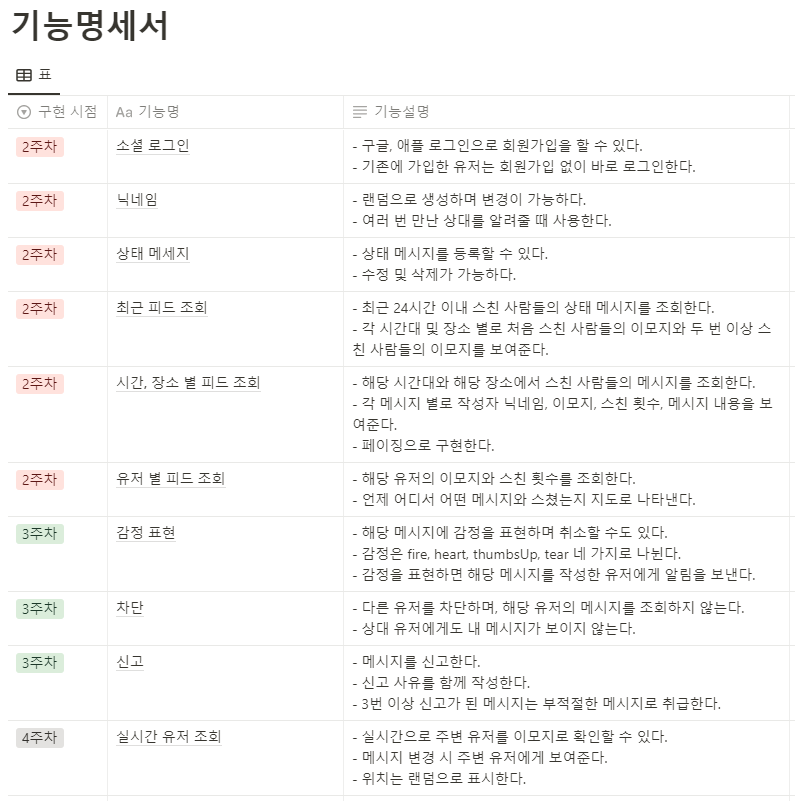 기능명세서
표
구현 시점 Aa 기능명 기능설명
2주차 소셜 로그인 - 구글, 애플 로그인으로 회원가입을 할 수 있다.
- 기존에 가입한 유저는 회원가입 없이 바로 로그인한다.
2주차 닉네임 - 랜덤으로 생성하며 변경이 가능하다.
- 여러 번 만난 상대를 알려줄 때 사용한다.
2주차 상태 메세지 - 상태 메시지를 등록할 수 있다.
- 수정 및 삭제가 가능하다.
2주차 최근 피드 조회 - 최근 24시간 이내 스친 사람들의 상태 메시지를 조회한다.
- 각 시간대 및 장소 별로 처음 스친 사람들의 이모지와 두 번 이상 스
친 사람들의 이모지를 보여준다.
2주차 시간, 장소 별 피드 조회 - 해당 시간대와 해당 장소에서 스친 사람들의 메시지를 조회한다.
- 각 메시지 별로 작성자 닉네임, 이모지, 스친 횟수, 메시지 내용을 보
여준다.
- 페이징으로 구현한다.
2주차 유저 별 피드 조회 - 해당 유저의 이모지와 스친 횟수를 조회한다.
- 언제 어디서 어떤 메시지와 스쳤는지 지도로 나타낸다.
3주차 감정 표현 - 해당 메시지에 감정을 표현하며 취소할 수도 있다.
- 감정은 fire, heart, thumbsUp, tear 네 가지로 나뉜다.
- 감정을 표현하면 해당 메시지를 작성한 유저에게 알림을 보낸다.
3주차 차단 - 다른 유저를 차단하며, 해당 유저의 메시지를 조회하지 않는다.
- 상대 유저에게도 내 메시지가 보이지 않는다.
3주차 신고 - 메시지를 신고한다.
- 신고 사유를 함께 작성한다.
- 3번 이상 신고가 된 메시지는 부적절한 메시지로 취급한다.
4주차 실시간 유저 조회 - 실시간으로 주변 유저를 이모지로 확인할 수 있다.
- 메시지 변경 시 주변 유저에게 보여준다.
- 위치는 랜덤으로 표시한다.